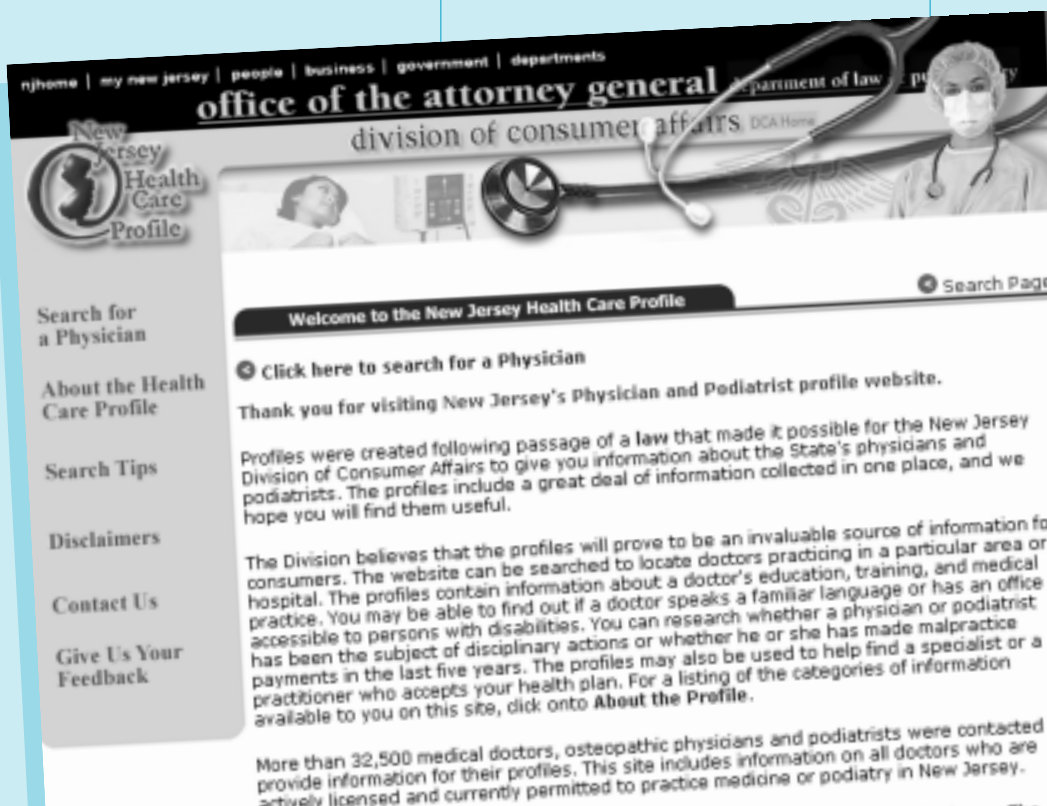 njhome | my new jersey | people | business | government | departments
office of the attorney general
department of law
division of consumer affairs
DCA Home
New
Jersey
Health
Care
Profile
Search for
a Physician
About the Health
Care Profile
Search Tips
Disclaimers
Contact Us
Give Us Your
Feedback
Search Page
Welcome to the New Jersey Health Care Profile
Click here to search for a Physician
Thank you for visiting New Jersey's Physician and Podiatrist profile website.
Profiles were created following passage of a law that made it possible for the New Jersey
Division of Consumer Affairs to give you information about the State's physicians and
podiatrists. The profiles include a great deal of information collected in one place, and we
hope you will find them useful.
The Division believes that the profiles will prove to be an invaluable source of information fo
consumers. The website can be searched to locate doctors practicing in a particular area or
hospital. The profiles contain information about a doctor's education, training, and medical
practice. You may be able to find out if a doctor speaks a familiar language or has an office
accessible to persons with disabilities. You can research whether a physician or podiatrist
has been the subject of disciplinary actions or whether he or she has made malpractice
payments in the last five years. The profiles may also be used to help find a specialist or a
practitioner who accepts your health plan. For a listing of the categories of information
available to you on this site, click onto About the Profile.
More than 32,500 medical doctors, osteopathic physicians and podiatrists were contacted
provide information for their profiles. This site includes information on all doctors who are
actively licensed and currently permitted to practice medicine or podiatry in New Jersey.